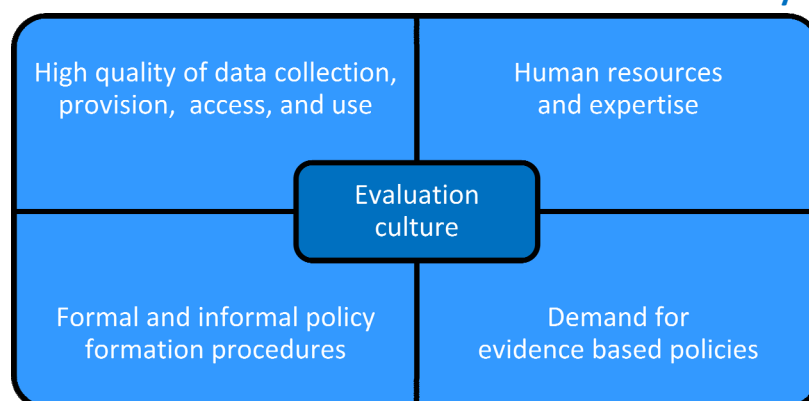 High quality of data collection,
provision, access, and use
Human resources
and expertise
Evaluation
culture
Formal and informal policy
formation procedures
Demand for
evidence based policies